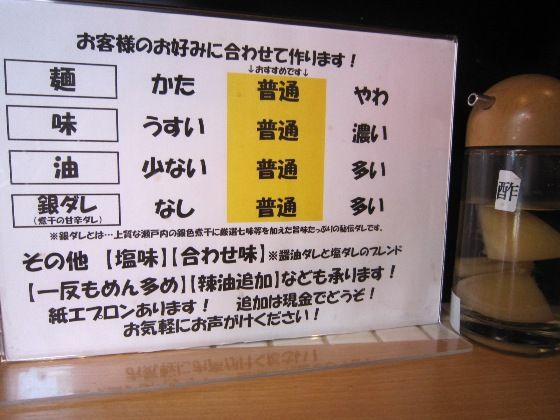 お客様のお好みに合わせて作ります！
↓おすすめです↓
麺 かた 普通 やわ
味 うすい 普通 濃い
油 少ない 普通 多い
銀ダレ なし 普通 多い
（煮干の甘辛ダレ）
※銀ダレとは…上質な瀬戸内の銀色煮干に厳選七味等を加えた旨味たっぷりの秘伝ダレです。
その他 【塩味】【合わせ味】※醤油ダレと塩ダレのブレンド
【一反もめん多め】【辣油追加】なども承ります！
紙エプロンあります！ 追加は現金でどうぞ！
お気軽にお声がけください！
酢